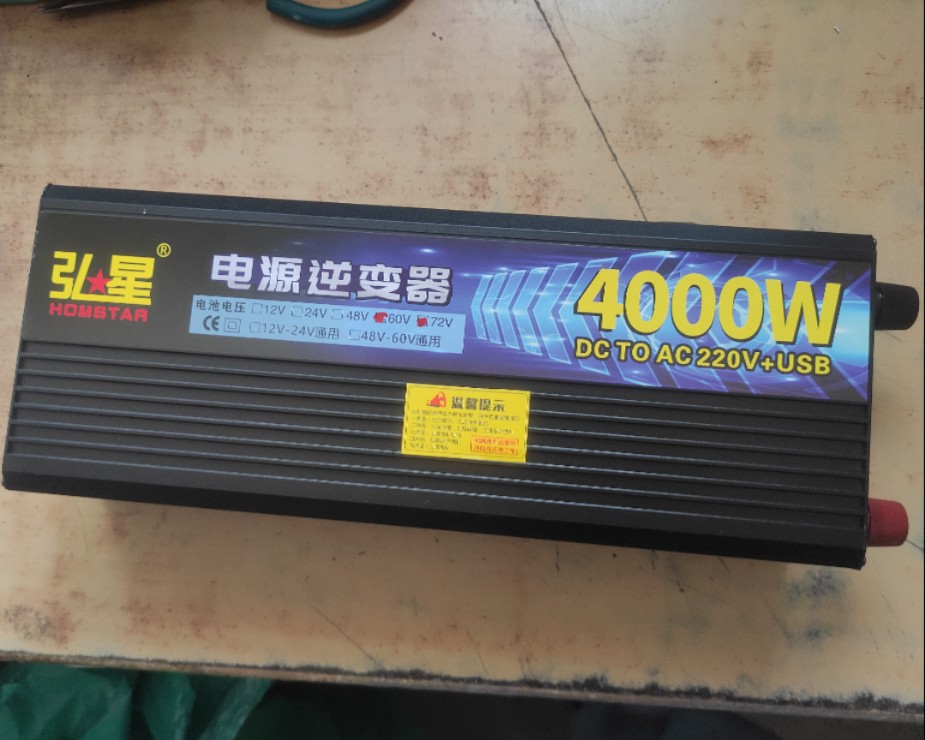 弘星®
HOMSTAR
电源逆变器
电池电压 12V 24V 48V 60V 72V
CE 12V-24V通用 48V-60V通用
4000W
DC TO AC 220V+USB
温馨提示